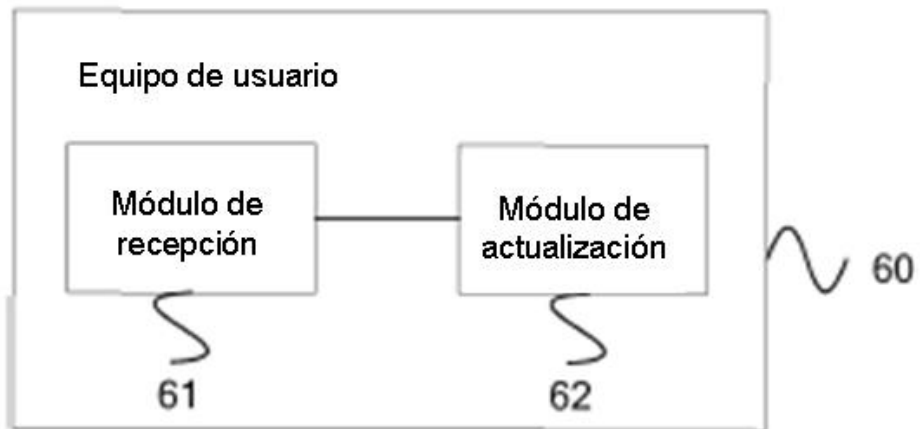 Equipo de usuario
Módulo de
recepción
Módulo de
actualización
60
61
62